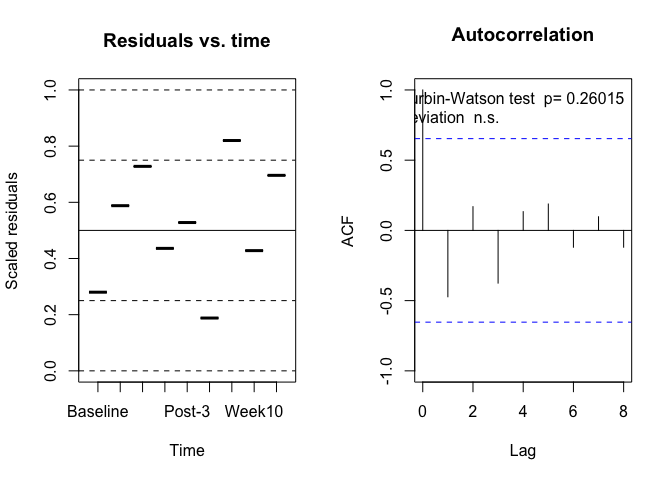 Residuals vs. time
Scaled residuals
0.0 0.2 0.4 0.6 0.8 1.0
Baseline Post-3 Week10
Time
Autocorrelation
urbin-Watson test p= 0.26015
eviation n.s.
ACF
-1.0 -0.5 0.0 0.5 1.0
0 2 4 6 8
Lag